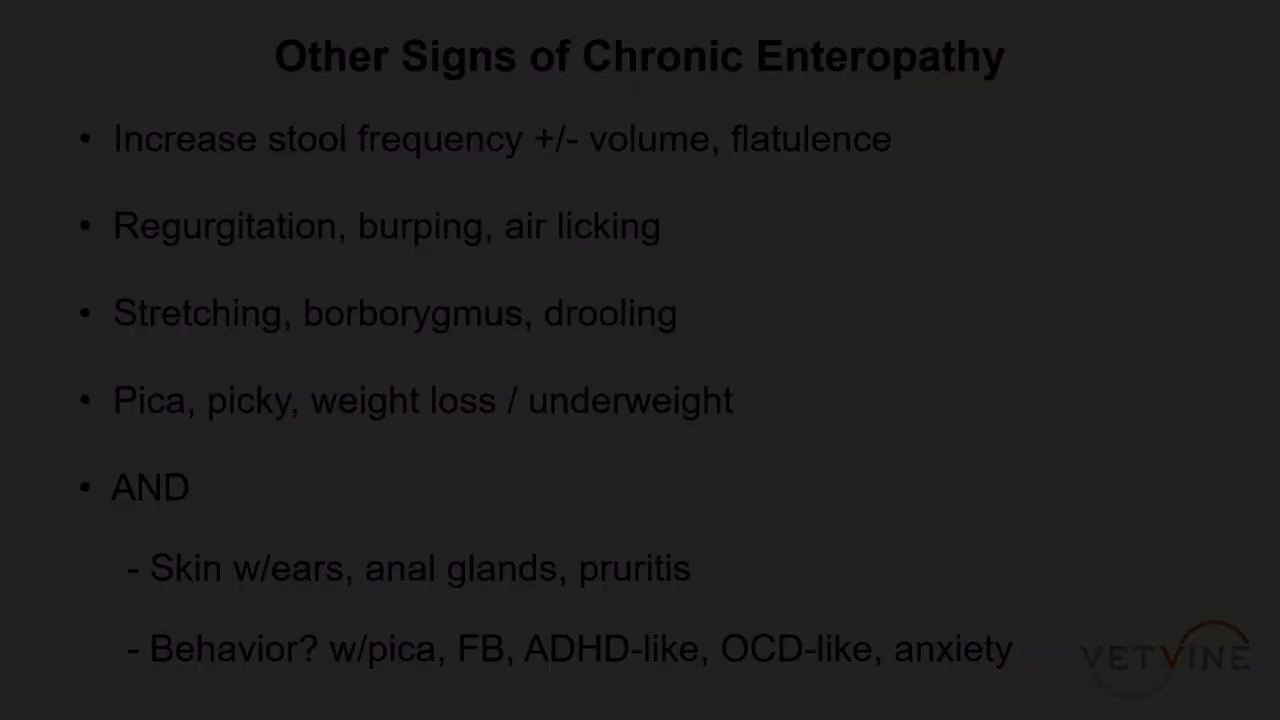 Other Signs of Chronic Enteropathy
• Increase stool frequency +/- volume, flatulence
• Regurgitation, burping, air licking
• Stretching, borborygmus, drooling
• Pica, picky, weight loss / underweight
• AND
- Skin w/ears, anal glands, pruritis
- Behavior? w/pica, FB, ADHD-like, OCD-like, anxiety
VETVINE